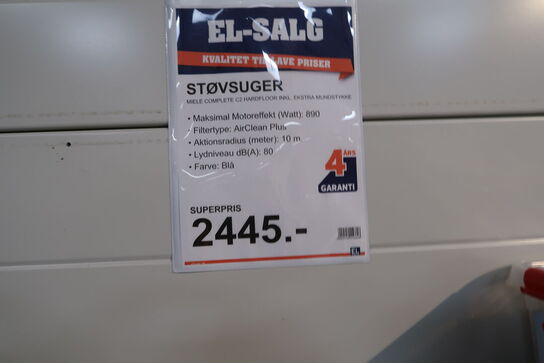 EL-SALG
KVALITET TIL LAVE PRISER
STØVSUGER
MIELE COMPLETE C2 HARDFLOOR INKL. EKSTRA MUNDSTYKKE
• Maksimal Motoreffekt (Watt): 890
• Filtertype: AirClean Plus
• Aktionsradius (meter): 10 m
• Lydniveau dB(A): 80
• Farve: Blå
4 ÅRS
GARANTI
SUPERPRIS
2445.-
EL